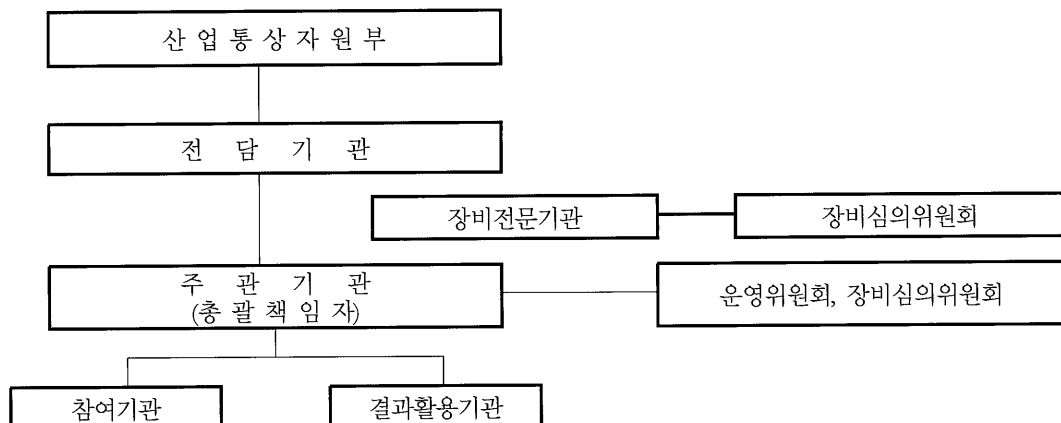 산 업 통 상 자 원 부
전 담 기 관
장비전문기관
장비심의위원회
주 관 기 관
(총 괄 책 임 자)
운영위원회, 장비심의위원회
참여기관
결과활용기관